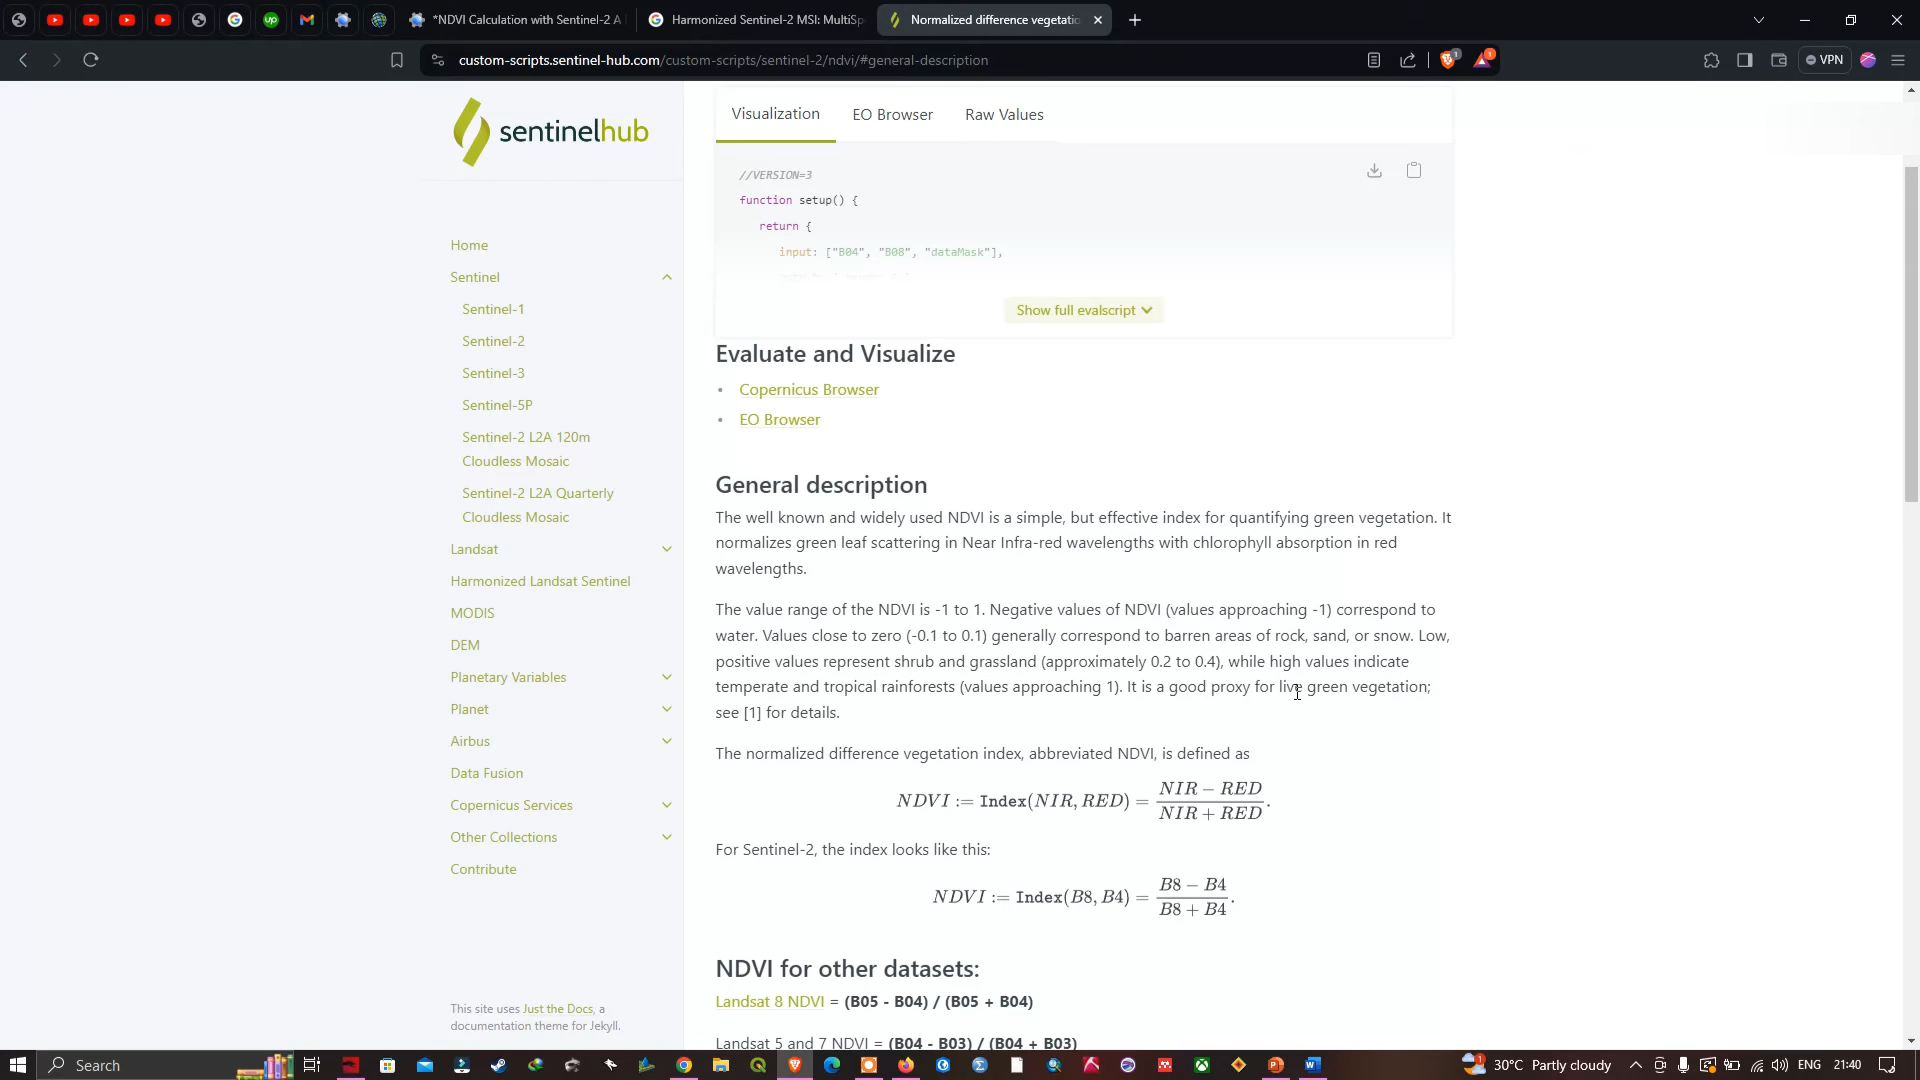 *NDVI Calculation with Sentinel-2 A
Harmonized Sentinel-2 MSI: MultiSp
Normalized difference vegetatio
custom-scripts.sentinel-hub.com/custom-scripts/sentinel-2/ndvi/#general-description
1
1
VPN
sentinelhub
Home
Sentinel
Sentinel-1
Sentinel-2
Sentinel-3
Sentinel-5P
Sentinel-2 L2A 120m
Cloudless Mosaic
Sentinel-2 L2A Quarterly
Cloudless Mosaic
Landsat
Harmonized Landsat Sentinel
MODIS
DEM
Planetary Variables
Planet
Airbus
Data Fusion
Copernicus Services
Other Collections
Contribute
This site uses Just the Docs, a
documentation theme for Jekyll.
Visualization EO Browser Raw Values
//VERSION=3
function setup() {
return {
input: ["B04", "B08", "dataMask"],
Show full evalscript
Evaluate and Visualize
• Copernicus Browser
• EO Browser
General description
The well known and widely used NDVI is a simple, but effective index for quantifying green vegetation. It
normalizes green leaf scattering in Near Infra-red wavelengths with chlorophyll absorption in red
wavelengths.
The value range of the NDVI is -1 to 1. Negative values of NDVI (values approaching -1) correspond to
water. Values close to zero (-0.1 to 0.1) generally correspond to barren areas of rock, sand, or snow. Low,
positive values represent shrub and grassland (approximately 0.2 to 0.4), while high values indicate
temperate and tropical rainforests (values approaching 1). It is a good proxy for live green vegetation;
see [1] for details.
The normalized difference vegetation index, abbreviated NDVI, is defined as
NDVI := Index(NIR, RED) = NIR − RED / NIR + RED.
For Sentinel-2, the index looks like this:
NDVI := Index(B8, B4) = B8 − B4 / B8 + B4.
NDVI for other datasets:
Landsat 8 NDVI = (B05 - B04) / (B05 + B04)
Landsat 5 and 7 NDVI = (B04 - B03) / (B04 + B03)
Search
30°C Partly cloudy
ENG
21:40